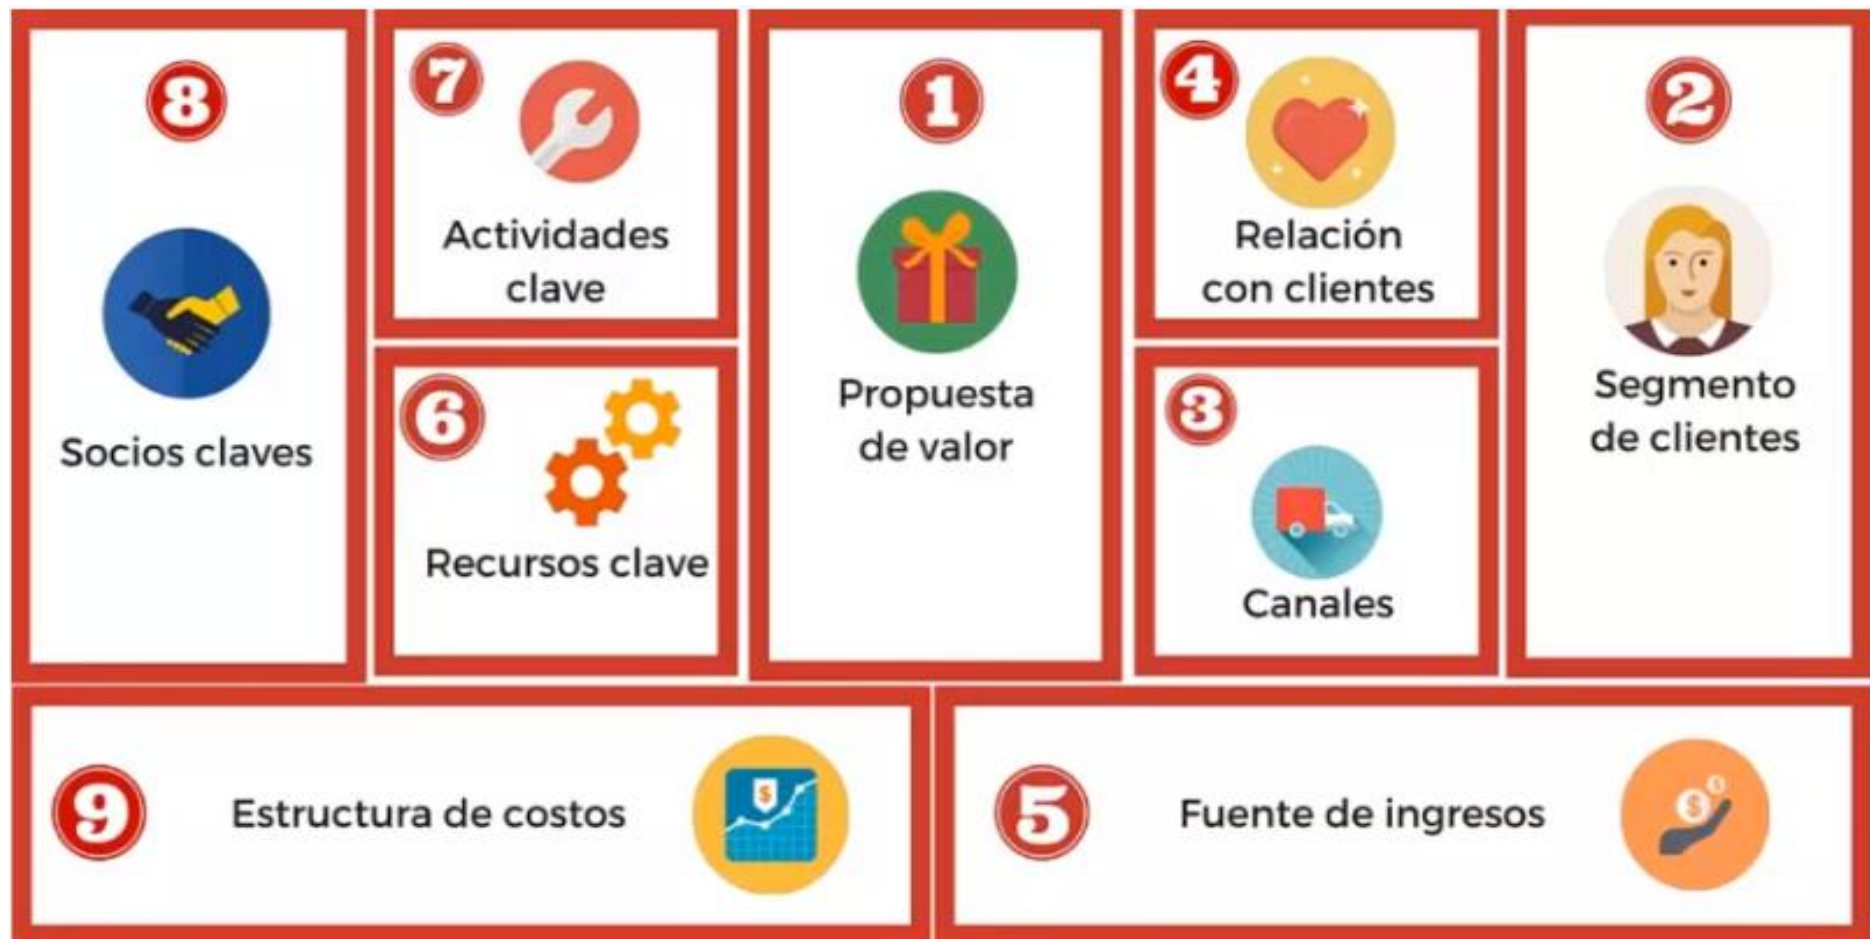 8
Socios claves
7
Actividades
clave
6
Recursos clave
1
Propuesta
de valor
4
Relación
con clientes
3
Canales
2
Segmento
de clientes
9
Estructura de costos
$
5
Fuente de ingresos
$